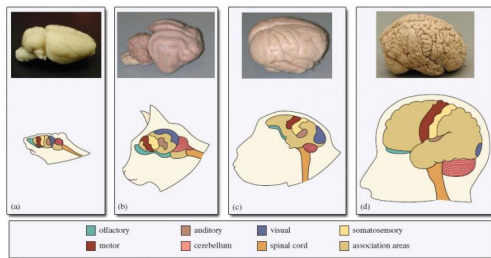 (a)
(b)
(c)
(d)
olfactory
auditory
visual
somatosensory
motor
cerebellum
spinal cord
association areas